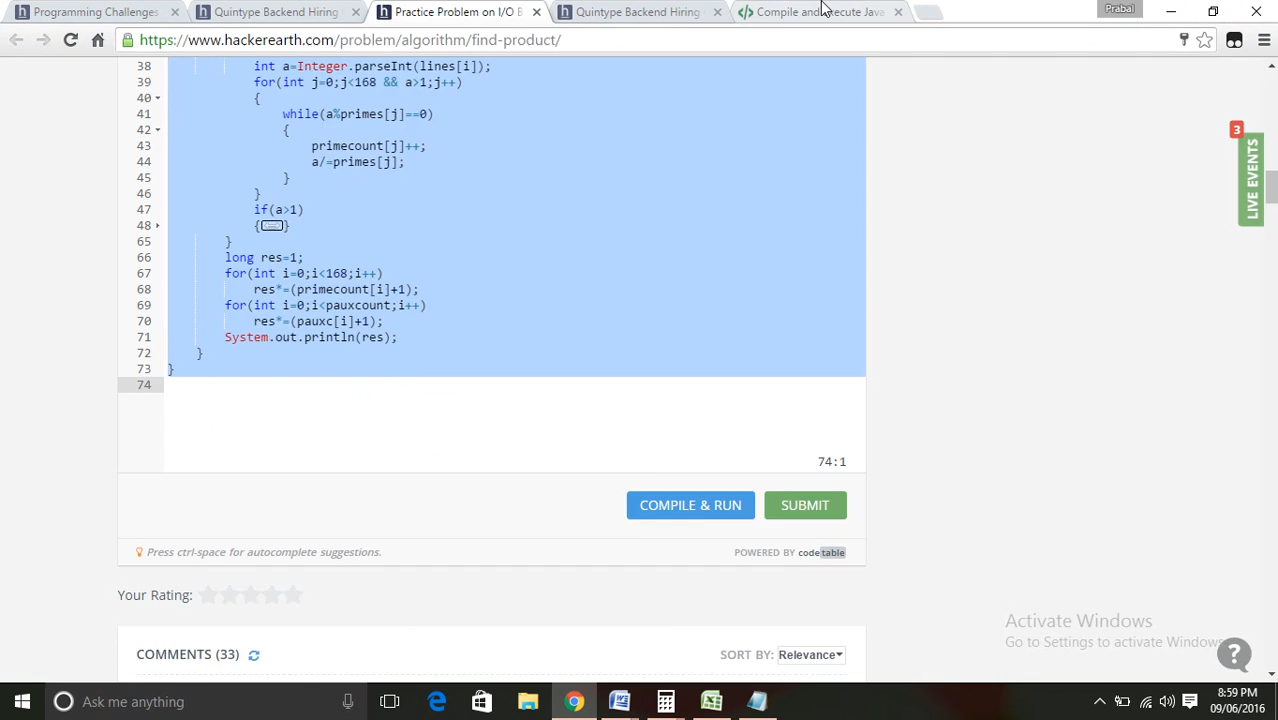 Programming Challenges
Quintype Backend Hiring
Practice Problem on I/O B
Quintype Backend Hiring
Compile and Execute Java
Prabal
https://www.hackerearth.com/problem/algorithm/find-product/
38 int a=Integer.parseInt(lines[i]);
39 for(int j=0;j<168 && a>1;j++)
40 {
41 while(a%primes[j]==0)
42 {
43 primecount[j]++;
44 a/=primes[j];
45 }
46 }
47 if(a>1)
48 {}
65 }
66 long res=1;
67 for(int i=0;i<168;i++)
68 res*=(primecount[i]+1);
69 for(int i=0;i<pauxcount;i++)
70 res*=(pauxc[i]+1);
71 System.out.println(res);
72 }
73 }
74
74:1
COMPILE & RUN
SUBMIT
Press ctrl-space for autocomplete suggestions.
POWERED BY codetable
Your Rating:
COMMENTS (33)
SORT BY: Relevance
3
LIVE EVENTS
Activate Windows
Go to Settings to activate Windows.
?
Ask me anything
8:59 PM
09/06/2016